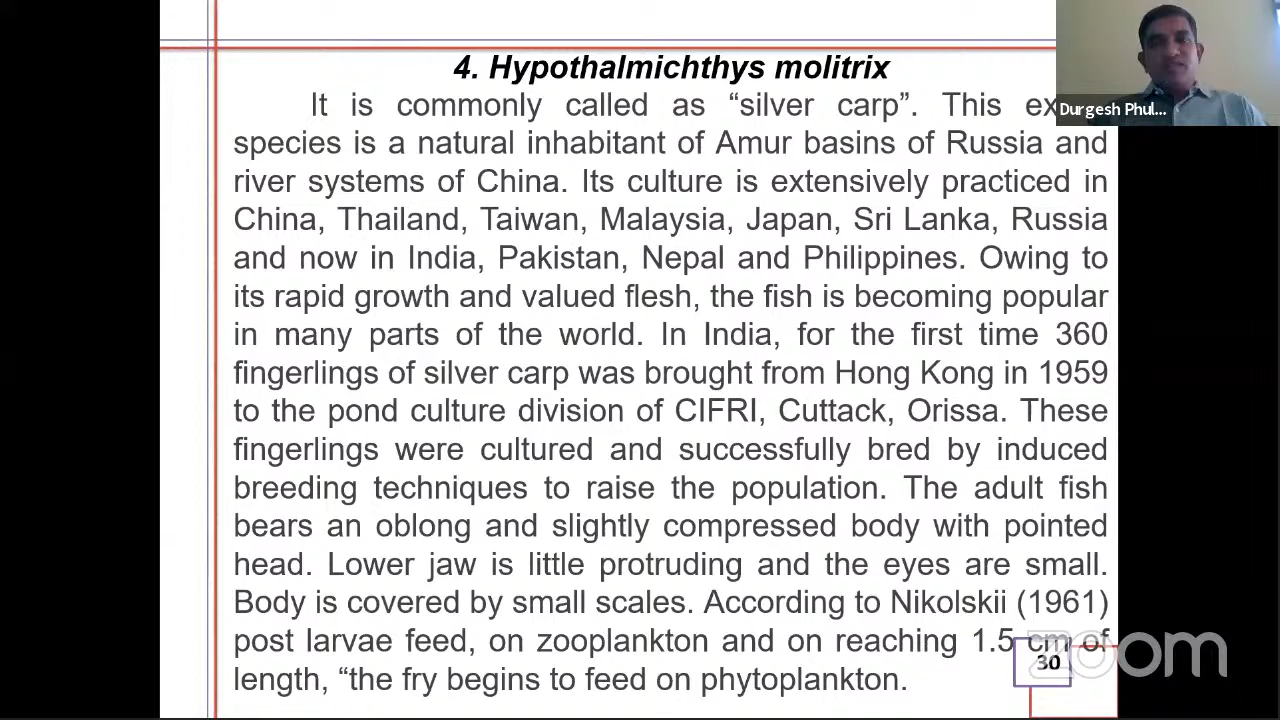 4. Hypothalmichthys molitrix
It is commonly called as “silver carp”. This
species is a natural inhabitant of Amur basins of Russia and
river systems of China. Its culture is extensively practiced in
China, Thailand, Taiwan, Malaysia, Japan, Sri Lanka, Russia
and now in India, Pakistan, Nepal and Philippines. Owing to
its rapid growth and valued flesh, the fish is becoming popular
in many parts of the world. In India, for the first time 360
fingerlings of silver carp was brought from Hong Kong in 1959
to the pond culture division of CIFRI, Cuttack, Orissa. These
fingerlings were cultured and successfully bred by induced
breeding techniques to raise the population. The adult fish
bears an oblong and slightly compressed body with pointed
head. Lower jaw is little protruding and the eyes are small.
Body is covered by small scales. According to Nikolskii (1961)
post larvae feed, on zooplankton and on reaching 1.5 cm of
length, “the fry begins to feed on phytoplankton.
Durgesh Phul...
30
zoom